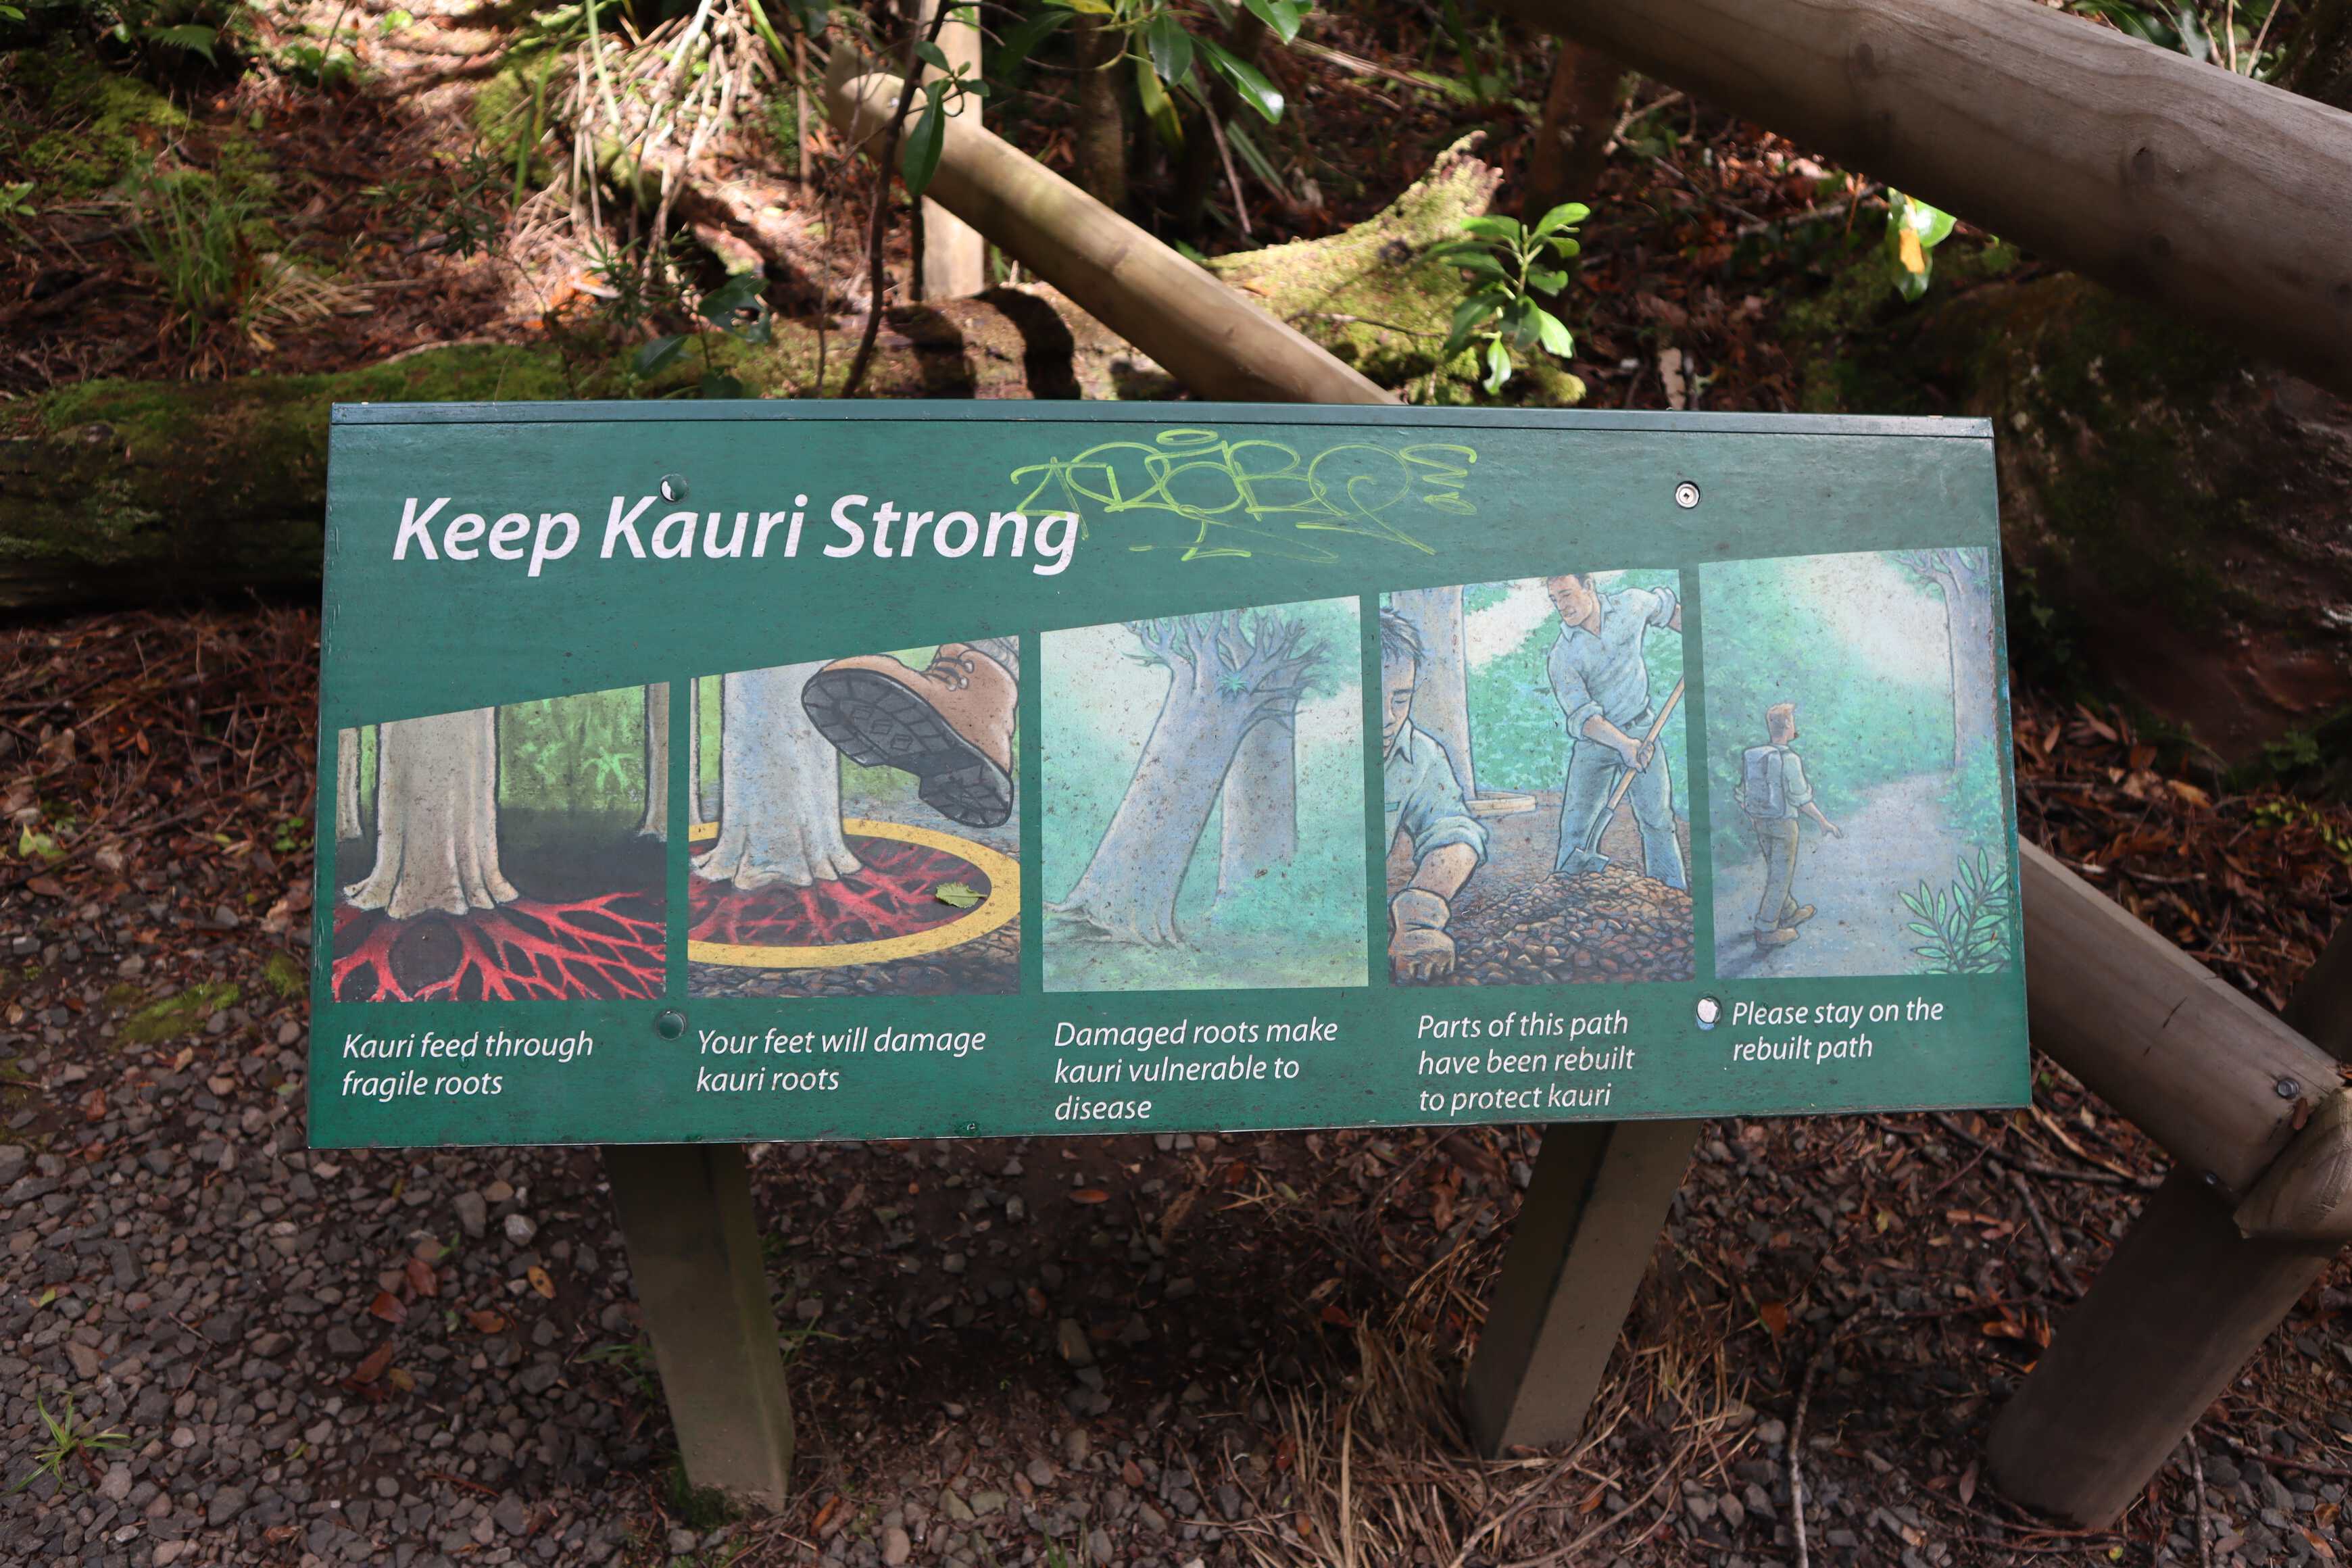 Keep Kauri Strong
Kauri feed through
fragile roots
Your feet will damage
kauri roots
Damaged roots make
kauri vulnerable to
disease
Parts of this path
have been rebuilt
to protect kauri
Please stay on the
rebuilt path